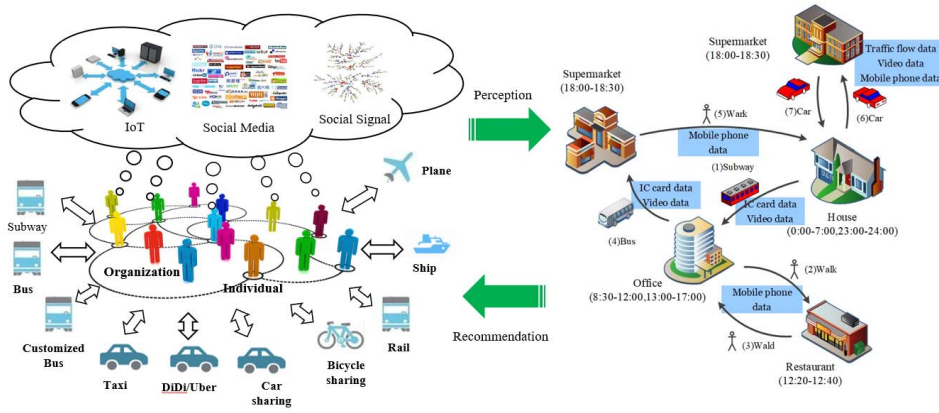 IoT
Social Media
Social Signal
Perception
Recommendation
Subway
Bus
Customized
Bus
Taxi
DiDi/Uber
Car
sharing
Bicycle
sharing
Rail
Ship
Plane
Organization
Individual
Supermarket
(18:00-18:30)
Supermarket
(18:00-18:30)
Traffic flow data
Video data
Mobile phone data
(7)Car
(6)Car
(5)Wark
Mobile phone
data
(1)Subway
IC card data
Video data
IC card data
Video data
(4)Bus
House
(0:00-7:00,23:00-24:00)
Office
(8:30-12:00,13:00-17:00)
(2)Walk
Mobile phone
data
(3)Wald
Restaurant
(12:20-12:40)